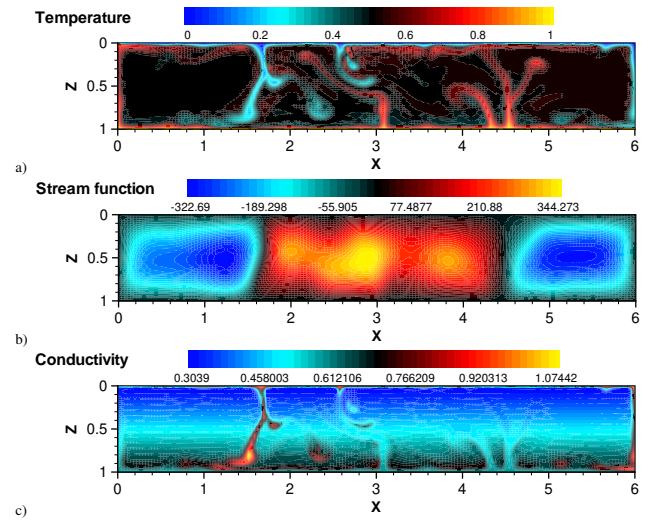 Temperature
0 0.2 0.4 0.6 0.8 1
0
0.5
1
Z
0 1 2 3 4 5 6
X
a)
Stream function
-322.69 -189.298 -55.905 77.4877 210.88 344.273
0
0.5
1
Z
0 1 2 3 4 5 6
X
b)
Conductivity
0.3039 0.458003 0.612106 0.766209 0.920313 1.07442
0
0.5
1
Z
0 1 2 3 4 5 6
X
c)